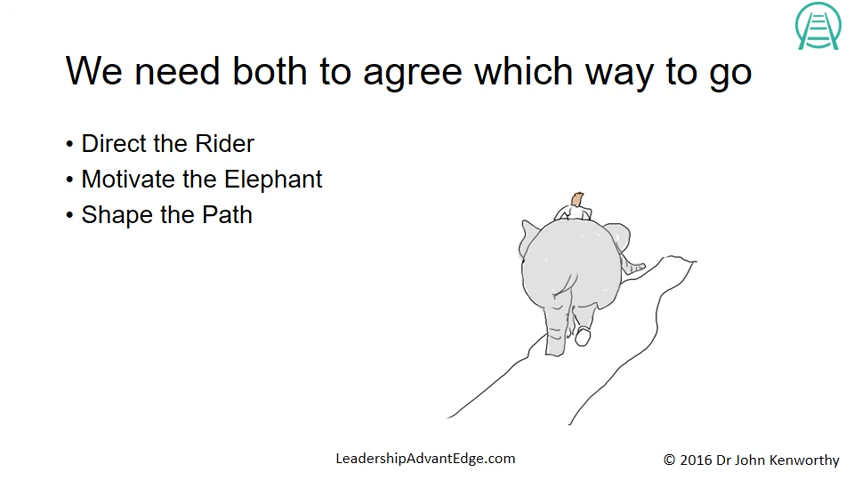 We need both to agree which way to go
• Direct the Rider
• Motivate the Elephant
• Shape the Path
LeadershipAdvantEdge.com
© 2016 Dr John Kenworthy